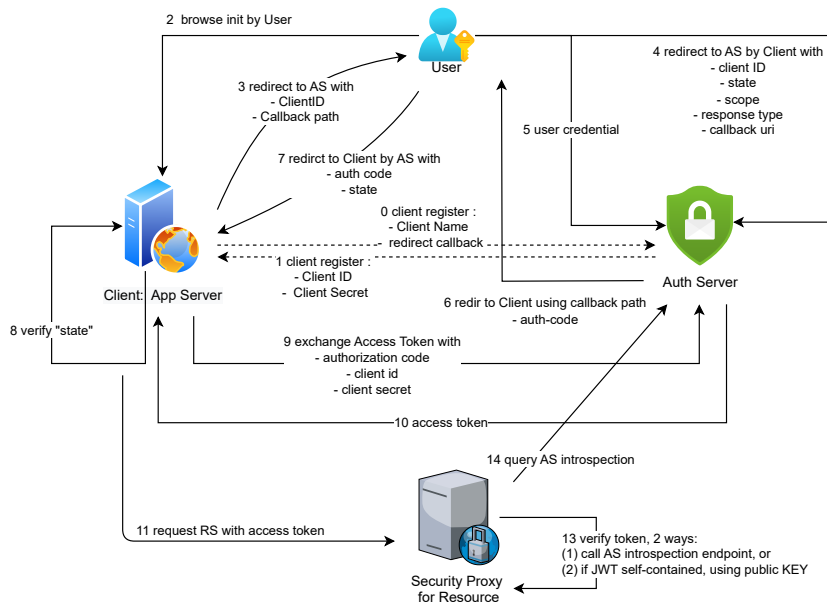 2  browse init by User
User
4 redirect to AS by Client with
- client ID
- state
- scope
- response type
- callback uri
3 redirect to AS with
- ClientID
- Callback path
5 user credential
7 redirct to Client by AS with
- auth code
- state
0 client register :
- Client Name
redirect callback
1 client register :
- Client ID
- Client Secret
Client:  App Server
Auth Server
6 redir to Client using callback path
- auth-code
8 verify "state"
9 exchange Access Token with
- authorization code
- client id
- client secret
10 access token
14 query AS introspection
11 request RS with access token
13 verify token, 2 ways:
(1) call AS introspection endpoint, or
(2) if JWT self-contained, using public KEY
Security Proxy
for Resource